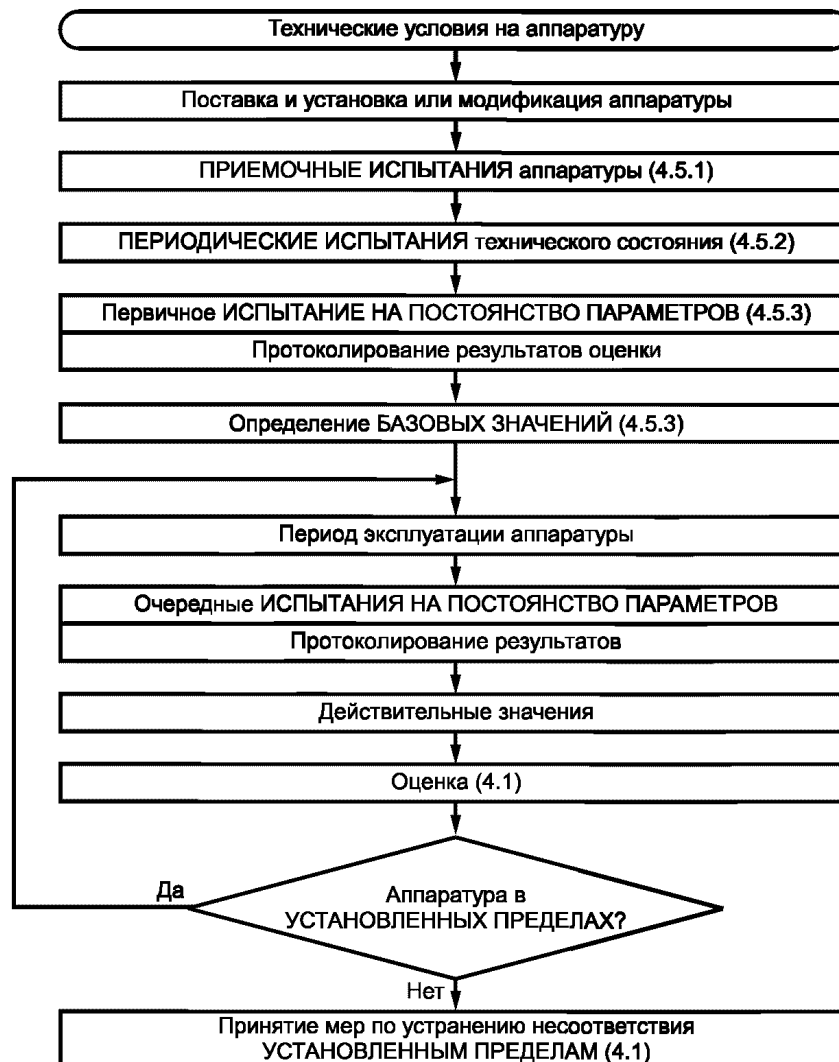 Технические условия на аппаратуру
Поставка и установка или модификация аппаратуры
ПРИЕМОЧНЫЕ ИСПЫТАНИЯ аппаратуры (4.5.1)
ПЕРИОДИЧЕСКИЕ ИСПЫТАНИЯ технического состояния (4.5.2)
Первичное ИСПЫТАНИЕ НА ПОСТОЯНСТВО ПАРАМЕТРОВ (4.5.3)
Протоколирование результатов оценки
Определение БАЗОВЫХ ЗНАЧЕНИЙ (4.5.3)
Период эксплуатации аппаратуры
Очередные ИСПЫТАНИЯ НА ПОСТОЯНСТВО ПАРАМЕТРОВ
Протоколирование результатов
Действительные значения
Оценка (4.1)
Да
Аппаратура в
УСТАНОВЛЕННЫХ ПРЕДЕЛАХ?
Нет
Принятие мер по устранению несоответствия
УСТАНОВЛЕННЫМ ПРЕДЕЛАМ (4.1)